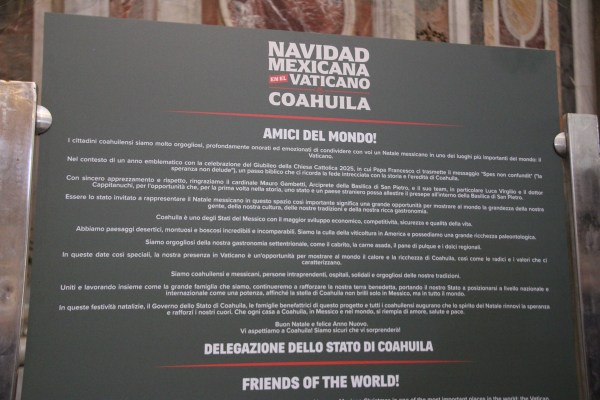 NAVIDAD
MEXICANA
EN EL VATICANO
COAHUILA
AMICI DEL MONDO!
I cittadini coahuilensi siamo molto orgogliosi, profondamente onorati ed emozionati di condividere con voi un Natale messicano in uno dei luoghi più importanti del mondo: il
Vaticano.
Nel contesto di un anno emblematico con la celebrazione del Giubileo della Chiesa Cattolica 2025, in cui Papa Francesco ci trasmette il messaggio "Spes non confundit" ("la
speranza non delude"), un passo biblico che ci ricorda la fede intrecciata con la storia e l'eredità di Coahuila.
Con sincero apprezzamento e rispetto, ringraziamo il cardinale Mauro Gambetti, Arciprete della Basilica di San Pietro, e il suo team, in particolare Luca Virgilio e il dottor
Cappitanuchi, per l'opportunità che, per la prima volta nella storia, uno stato e un paese straniero possa allestire il presepe all'interno della Basilica di San Pietro.
Essere lo stato invitato a rappresentare il Natale messicano in questo spazio così importante significa una grande opportunità per mostrare al mondo la grandezza della nostra
gente, della nostra cultura, delle nostre tradizioni e della nostra ricca gastronomia.
Coahuila è uno degli Stati del Messico con il maggior sviluppo economico, competitività, sicurezza e qualità della vita.
Abbiamo paesaggi desertici, montuosi e boscosi incredibili e incomparabili. Siamo la culla della viticultura in America e possediamo una grande ricchezza paleontologica.
Siamo orgogliosi della nostra gastronomia settentrionale, come il cabrito, la carne asada, il pane di pulque e i dolci regionali.
In queste date così speciali, la nostra presenza in Vaticano è un'opportunità per mostrare al mondo il calore e la ricchezza di Coahuila, così come le radici e i valori che ci
caratterizzano.
Siamo coahuilensi e messicani, persone intraprendenti, ospitali, solidali e orgogliosi delle nostre tradizioni.
Uniti e lavorando insieme come la grande famiglia che siamo, continueremo a rafforzare la nostra terra benedetta, portando il nostro Stato a posizionarsi a livello nazionale e
internazionale come una potenza, affinché la stella di Coahuila non brilli solo in Messico, ma in tutto il mondo.
In queste festività natalizie, il Governo dello Stato di Coahuila, le famiglie benefattrici di questo progetto e tutti i coahuilensi auguriamo che lo spirito del Natale rinnovi la speranza
e rafforzi i nostri cuori. Che ogni casa a Coahuila, in Messico e nel mondo, si riempia di amore, salute e pace.
Buon Natale e felice Anno Nuovo.
Vi aspettiamo a Coahuila! Siamo sicuri che vi sorprenderà!
DELEGAZIONE DELLO STATO DI COAHUILA
FRIENDS OF THE WORLD!
Christmas in one of the most important places in the world: the Vatican